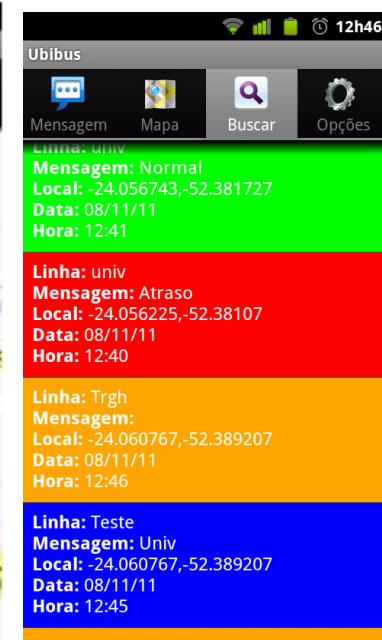 12h46
Ubibus
Mensagem Mapa Buscar Opções
Linha: univ
Mensagem: Normal
Local: -24.056743,-52.381727
Data: 08/11/11
Hora: 12:41
Linha: univ
Mensagem: Atraso
Local: -24.056225,-52.38107
Data: 08/11/11
Hora: 12:40
Linha: Trgh
Mensagem:
Local: -24.060767,-52.389207
Data: 08/11/11
Hora: 12:46
Linha: Teste
Mensagem: Univ
Local: -24.060767,-52.389207
Data: 08/11/11
Hora: 12:45